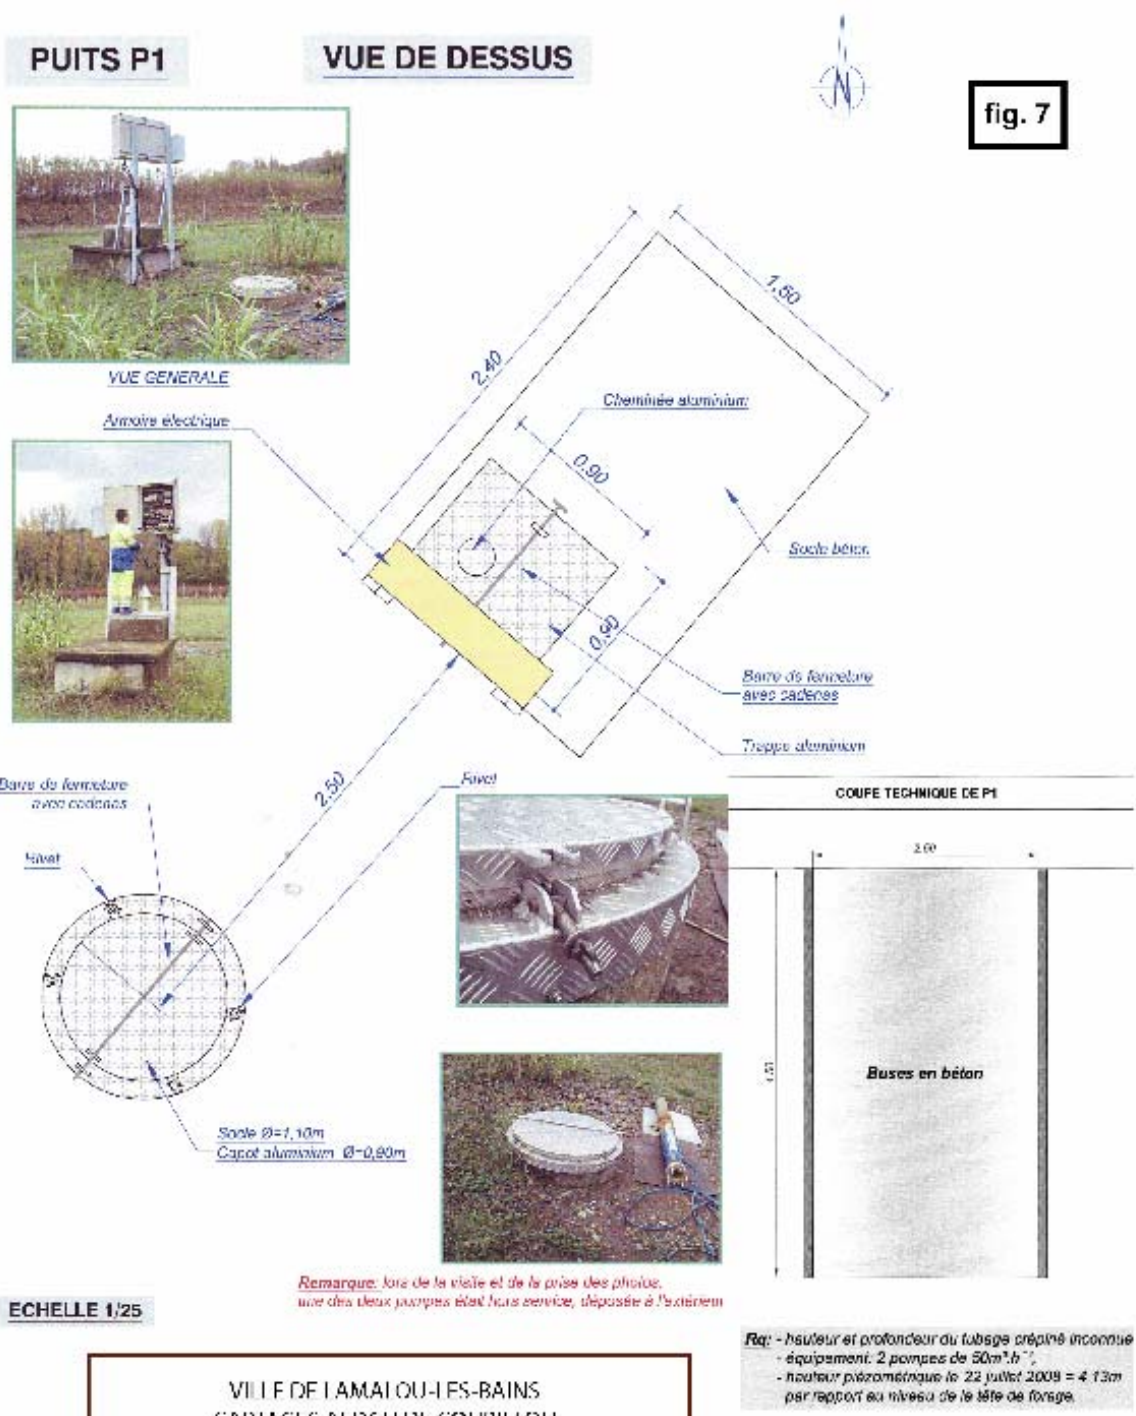 PUITS P1
VUE DE DESSUS
N
fig. 7
1,50
VUE GENERALE
2,40
Cheminée aluminium
Armoire électrique
0,90
Socle béton
0,90
Barre de fermeture
avec cadenas
Trappe aluminium
Barre de fermeture
avec cadenas
2,50
Rivet
COUPE TECHNIQUE DE P1
Rivet
Buses en béton
Socle Ø=1,10m
Capot aluminium Ø=0,90m
Remarque: lors de la visite et de la prise des photos,
une des deux pompes était hors service, déposée à l'extérieur
ECHELLE 1/25
Rq: - hauteur et profondeur du tubage crépiné inconnue
- équipement: 2 pompes de 50m³.h⁻¹,
- hauteur piézométrique le 22 juillet 2008 = 4.13m
par rapport au niveau de la tête de forage.
VILLE DE LAMALOU-LES-BAINS